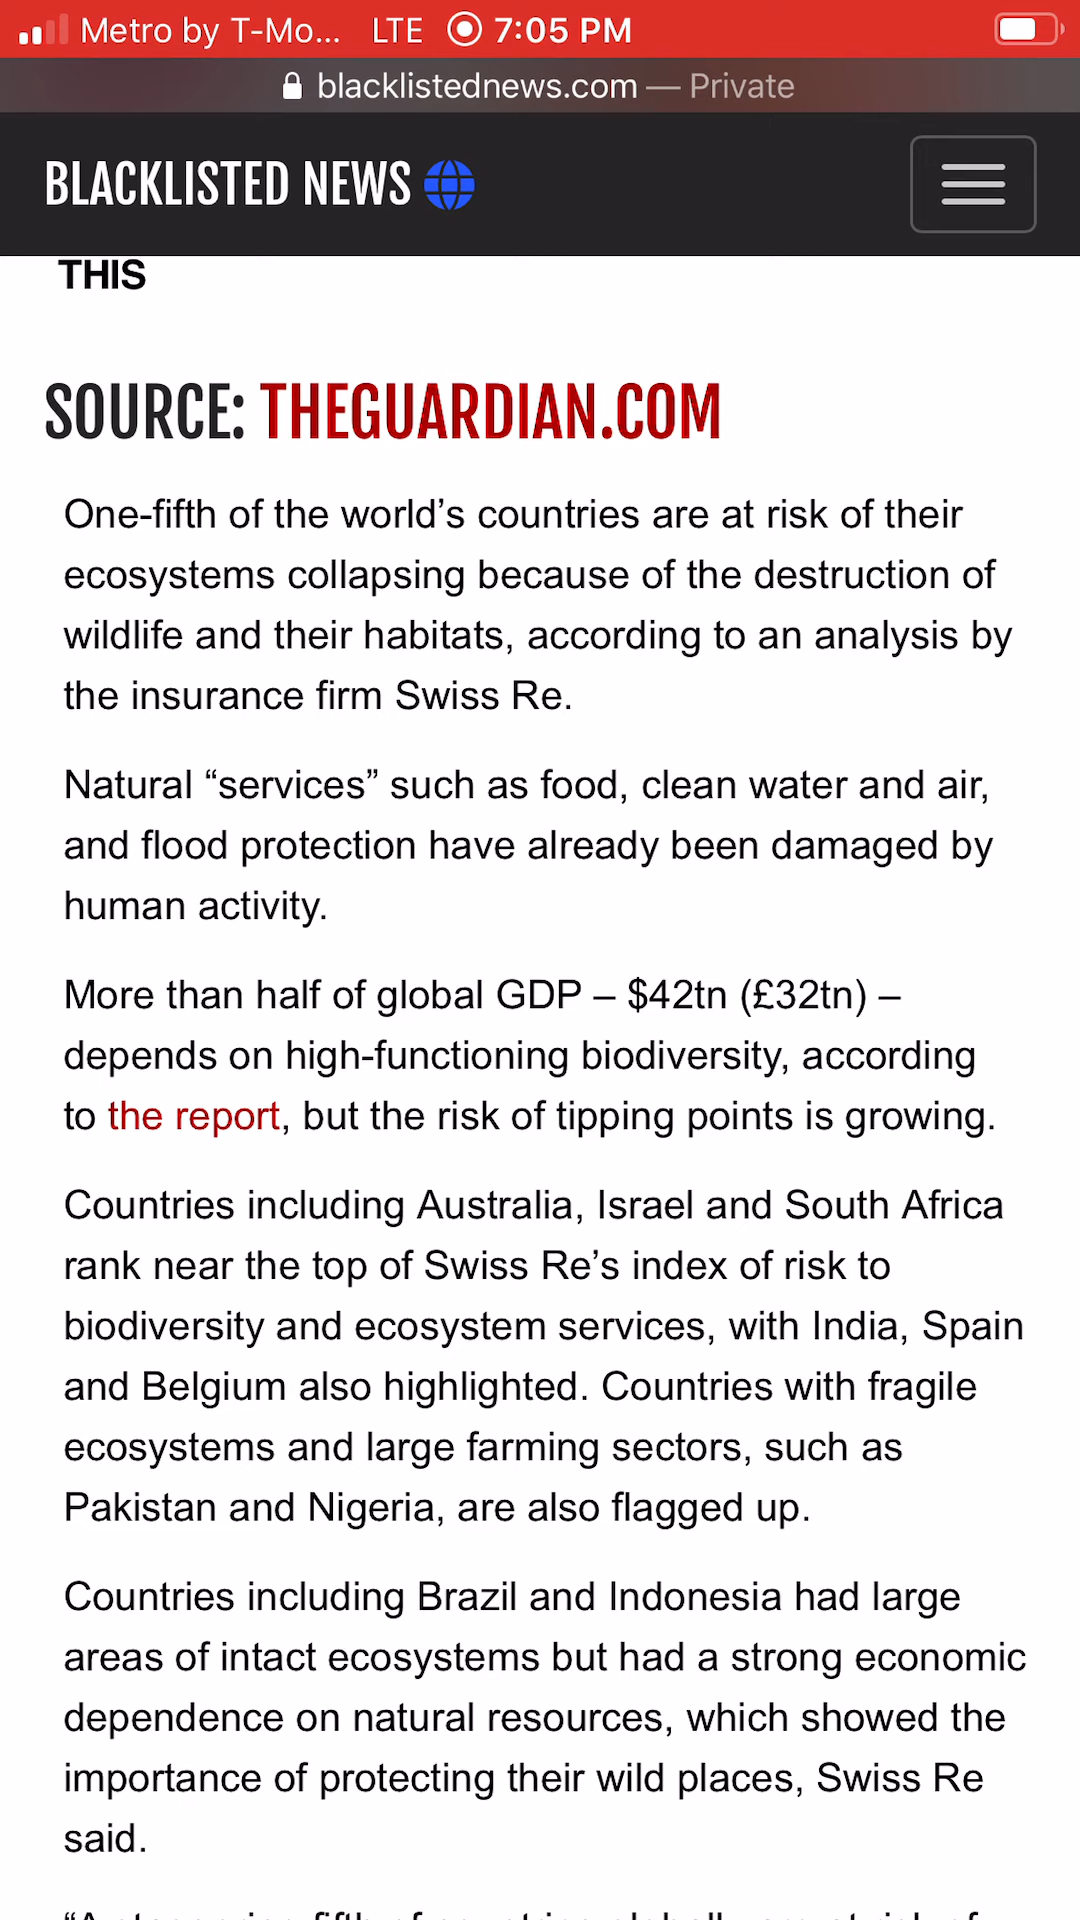 Metro by T-Mo... LTE 7:05 PM
blacklistednews.com — Private
BLACKLISTED NEWS
THIS
SOURCE: THEGUARDIAN.COM
One-fifth of the world’s countries are at risk of their
ecosystems collapsing because of the destruction of
wildlife and their habitats, according to an analysis by
the insurance firm Swiss Re.
Natural “services” such as food, clean water and air,
and flood protection have already been damaged by
human activity.
More than half of global GDP – $42tn (£32tn) –
depends on high-functioning biodiversity, according
to the report, but the risk of tipping points is growing.
Countries including Australia, Israel and South Africa
rank near the top of Swiss Re’s index of risk to
biodiversity and ecosystem services, with India, Spain
and Belgium also highlighted. Countries with fragile
ecosystems and large farming sectors, such as
Pakistan and Nigeria, are also flagged up.
Countries including Brazil and Indonesia had large
areas of intact ecosystems but had a strong economic
dependence on natural resources, which showed the
importance of protecting their wild places, Swiss Re
said.